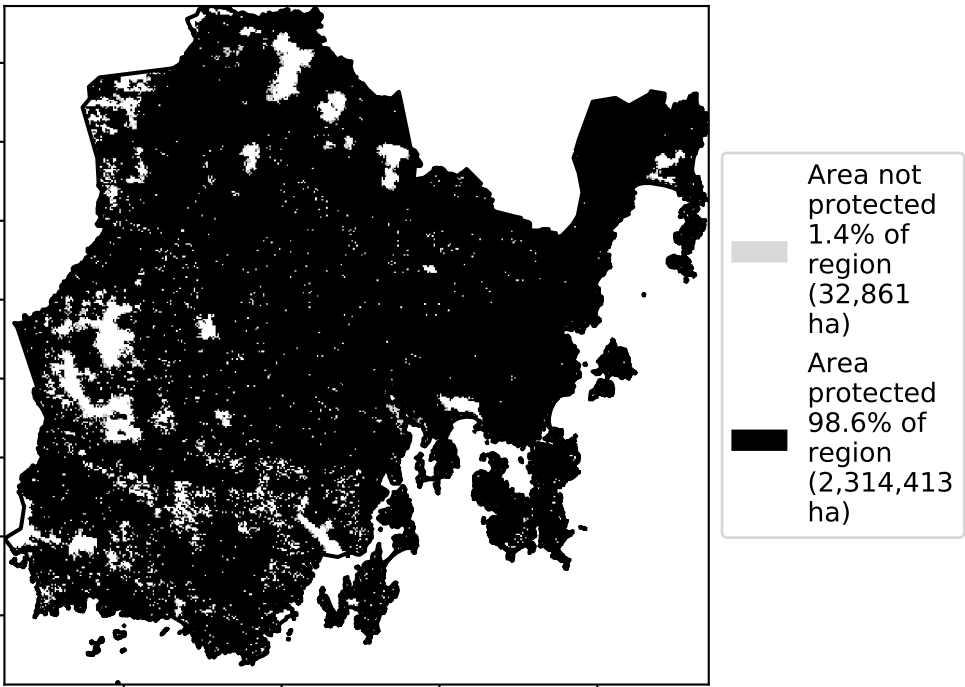 Area not
protected
1.4% of
region
(32,861
ha)
Area
protected
98.6% of
region
(2,314,413
ha)